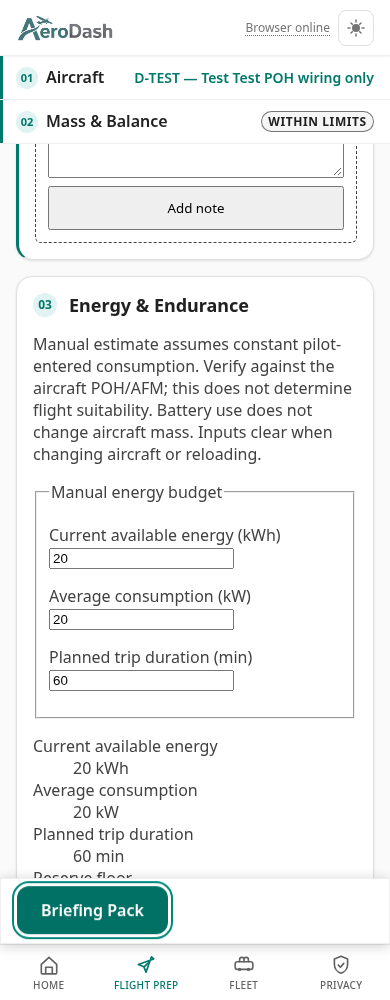 AeroDash
Browser online
01 Aircraft D-TEST — Test Test POH wiring only
02 Mass & Balance WITHIN LIMITS
Add note
03 Energy & Endurance
Manual estimate assumes constant pilot-
entered consumption. Verify against the
aircraft POH/AFM; this does not determine
flight suitability. Battery use does not
change aircraft mass. Inputs clear when
changing aircraft or reloading.
Manual energy budget
Current available energy (kWh)
20
Average consumption (kW)
20
Planned trip duration (min)
60
Current available energy
20 kWh
Average consumption
20 kW
Planned trip duration
60 min
Reserve floor
Briefing Pack
HOME FLIGHT PREP FLEET PRIVACY